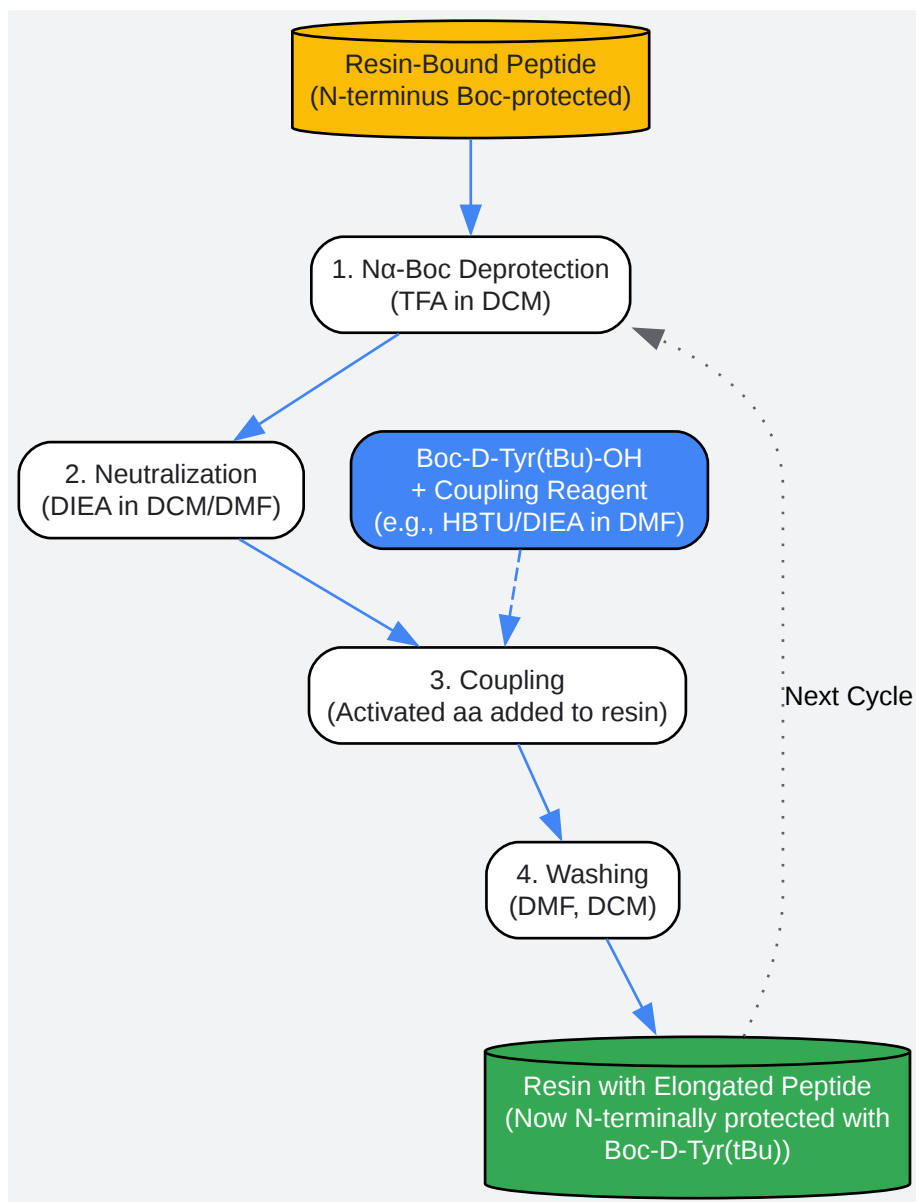 Resin-Bound Peptide
(N-terminus Boc-protected)
1. Nα-Boc Deprotection
(TFA in DCM)
2. Neutralization
(DIEA in DCM/DMF)
Boc-D-Tyr(tBu)-OH
+ Coupling Reagent
(e.g., HBTU/DIEA in DMF)
3. Coupling
(Activated aa added to resin)
Next Cycle
4. Washing
(DMF, DCM)
Resin with Elongated Peptide
(Now N-terminally protected with
Boc-D-Tyr(tBu))